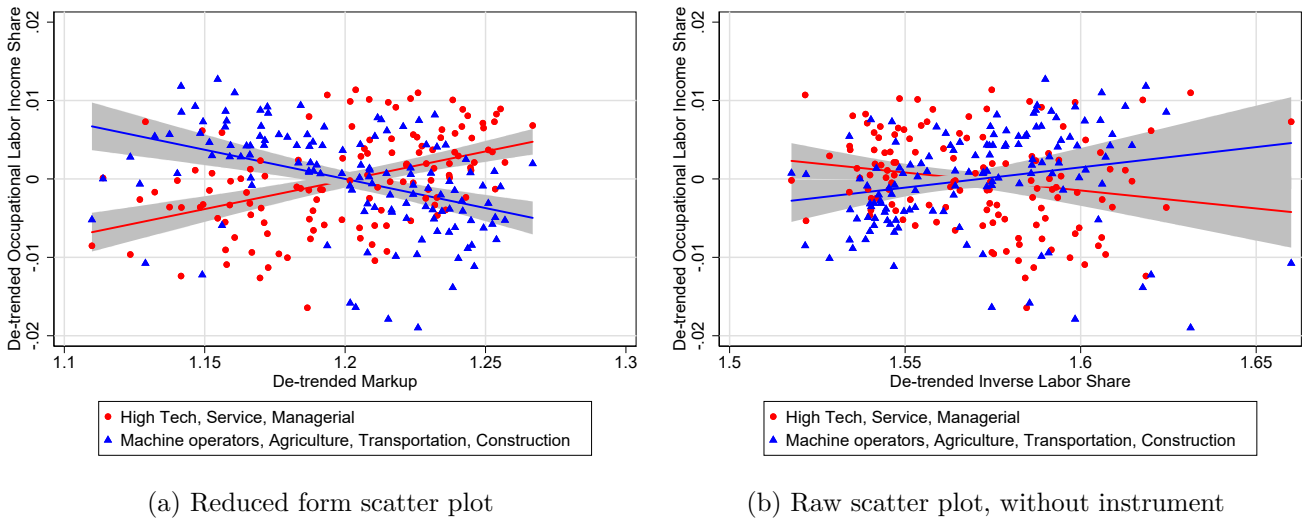 De-trended Occupational Labor Income Share
.02
.01
0
-.01
-.02
1.1
1.15
1.2
1.25
1.3
De-trended Markup
High Tech, Service, Managerial
Machine operators, Agriculture, Transportation, Construction
(a) Reduced form scatter plot
De-trended Occupational Labor Income Share
.02
.01
0
-.01
-.02
1.5
1.55
1.6
1.65
De-trended Inverse Labor Share
High Tech, Service, Managerial
Machine operators, Agriculture, Transportation, Construction
(b) Raw scatter plot, without instrument